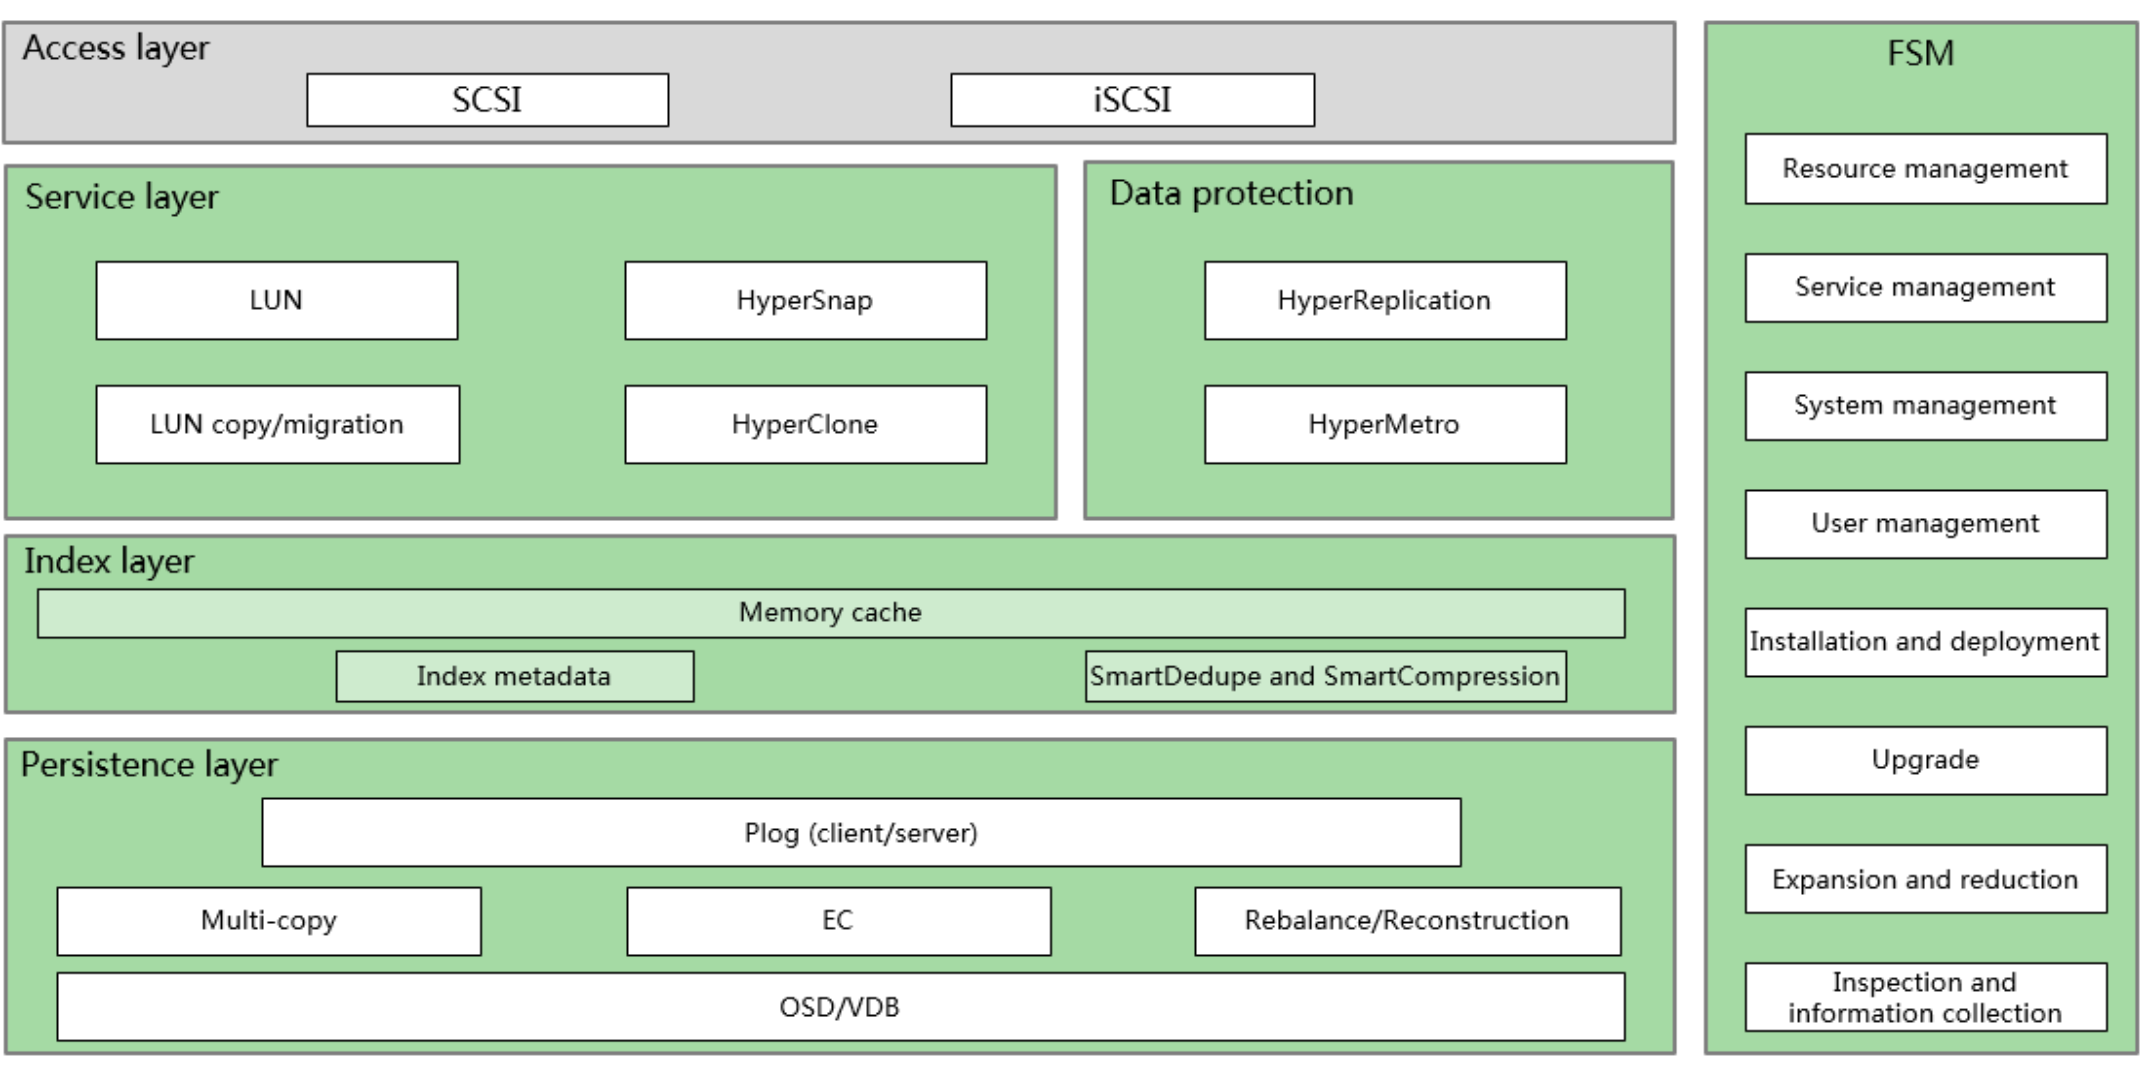 Access layer
SCSI
iSCSI
Service layer
LUN
HyperSnap
LUN copy/migration
HyperClone
Data protection
HyperReplication
HyperMetro
Index layer
Memory cache
Index metadata
SmartDedupe and SmartCompression
Persistence layer
Plog (client/server)
Multi-copy
EC
Rebalance/Reconstruction
OSD/VDB
FSM
Resource management
Service management
System management
User management
Installation and deployment
Upgrade
Expansion and reduction
Inspection and
information collection